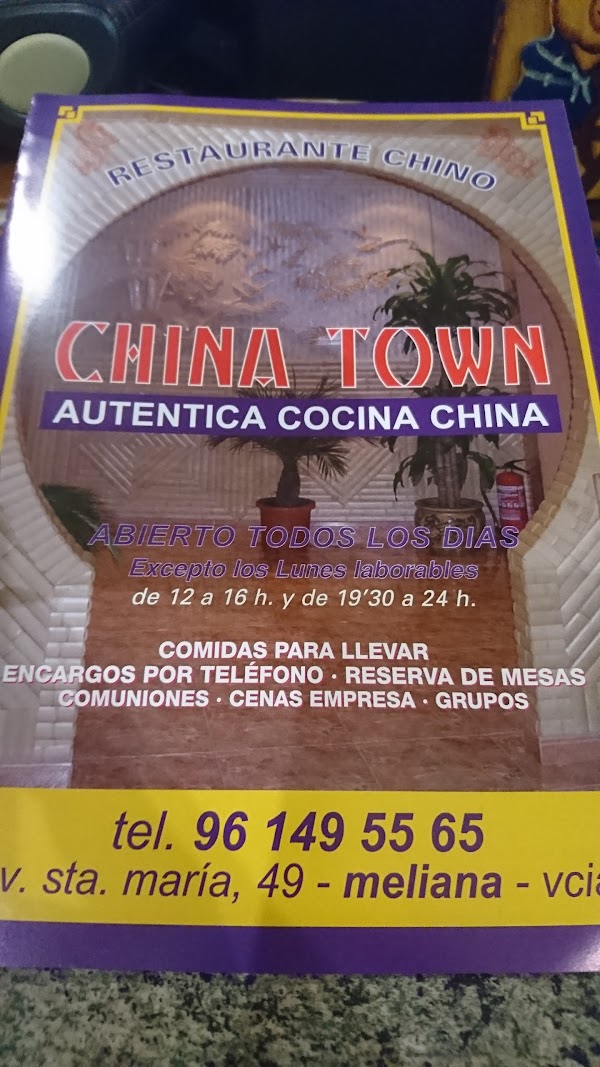 RESTAURANTE CHINO
CHINA TOWN
AUTENTICA COCINA CHINA
ABIERTO TODOS LOS DIAS
Excepto los Lunes laborables
de 12 a 16 h. y de 19'30 a 24 h.
COMIDAS PARA LLEVAR
ENCARGOS POR TELÉFONO · RESERVA DE MESAS
COMUNIONES · CENAS EMPRESA · GRUPOS
tel. 96 149 55 65
v. sta. maría, 49 - meliana - vcia